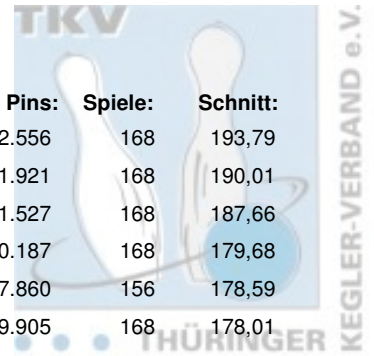 TKV
Pins: Spiele: Schnitt:
2.556 168 193,79
1.921 168 190,01
1.527 168 187,66
0.187 168 179,68
7.860 156 178,59
9.905 168 178,01
THÜRINGER
KEGLER-VERBAND e.V.